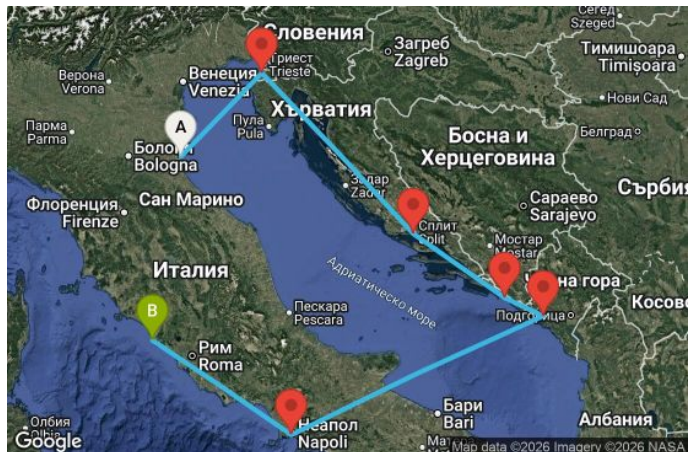 Словения
Загреб
Zagreb
Сегед
Szeged
Тимишоара
Timișoara
Нови Сад
Триест
Trieste
Верона
Verona
Венеция
Venezia
Хърватия
Пула
Pula
A
Парма
Parma
Bologna
Босна и
Херцеговина
Белград
Сърбия
Задар
Zadar
Сараево
Sarajevo
Флоренция
Firenze
Сан Марино
Сплит
Split
Мостар
Mostar
Италия
Адриатическо море
гора
Косово
Пескара
Pescara
Подгорица
B
Рим
Roma
Олбия
Olbia
Неапол
Napoli
Бари
Bari
Албания
Google
Map data ©2026 Imagery ©2026 NASA